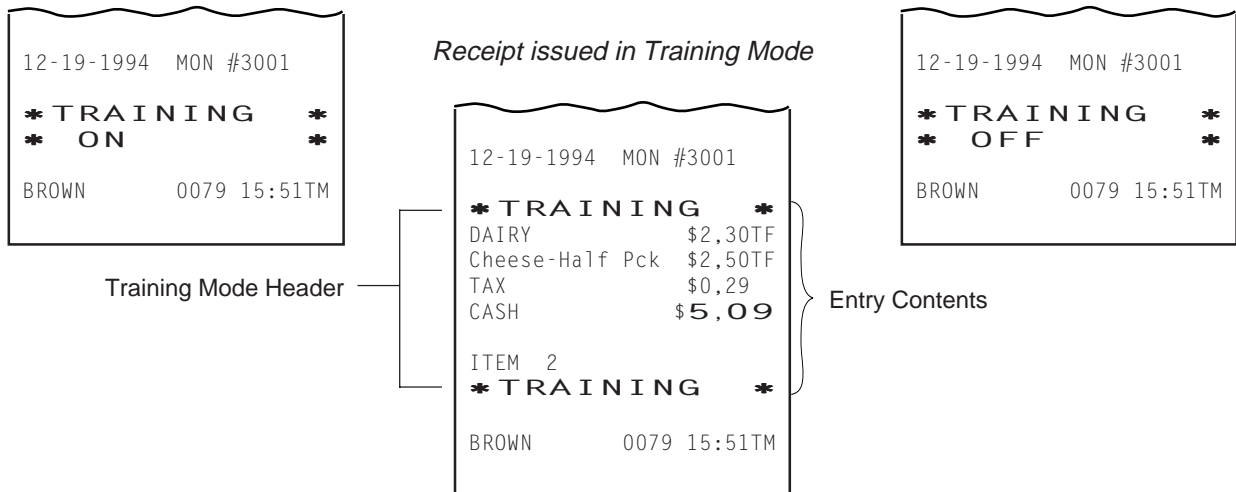 12-19-1994 MON #3001
*TRAINING *
* ON *
BROWN 0079 15:51TM
Receipt issued in Training Mode
12-19-1994 MON #3001
*TRAINING *
DAIRY $2,30TF
Cheese-Half Pck $2,50TF
TAX $0,29
CASH $5,09
ITEM 2
*TRAINING *
BROWN 0079 15:51TM
Training Mode Header
Entry Contents
12-19-1994 MON #3001
*TRAINING *
* OFF *
BROWN 0079 15:51TM